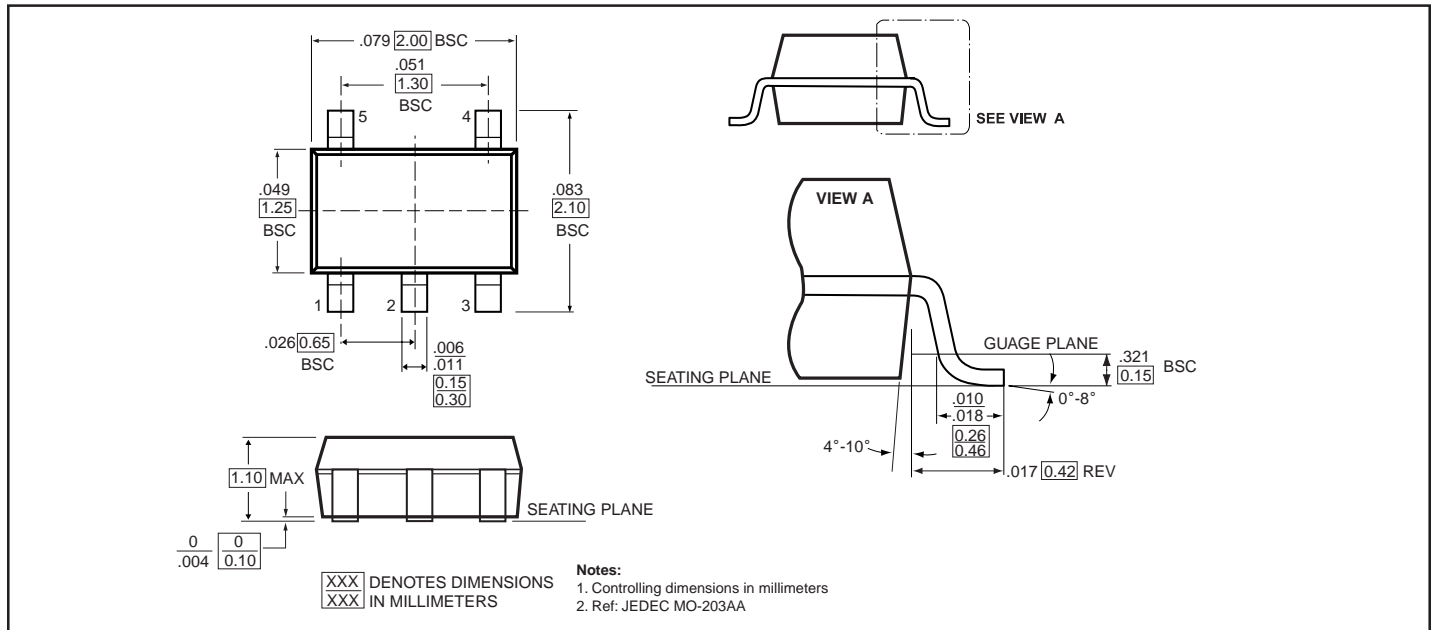 .079 2.00 BSC
.051
1.30
BSC
5
4
.049
1.25
BSC
.083
2.10
BSC
1
2
3
.026 0.65
BSC
.006
.011
0.15
0.30
1.10 MAX
SEATING PLANE
0
.004
0
0.10
XXX DENOTES DIMENSIONS
XXX IN MILLIMETERS
Notes:
1. Controlling dimensions in millimeters
2. Ref: JEDEC MO-203AA
SEE VIEW A
VIEW A
GUAGE PLANE
.321
0.15
BSC
SEATING PLANE
0°-8°
.010
.018
0.26
0.46
4°-10°
.017 0.42 REV